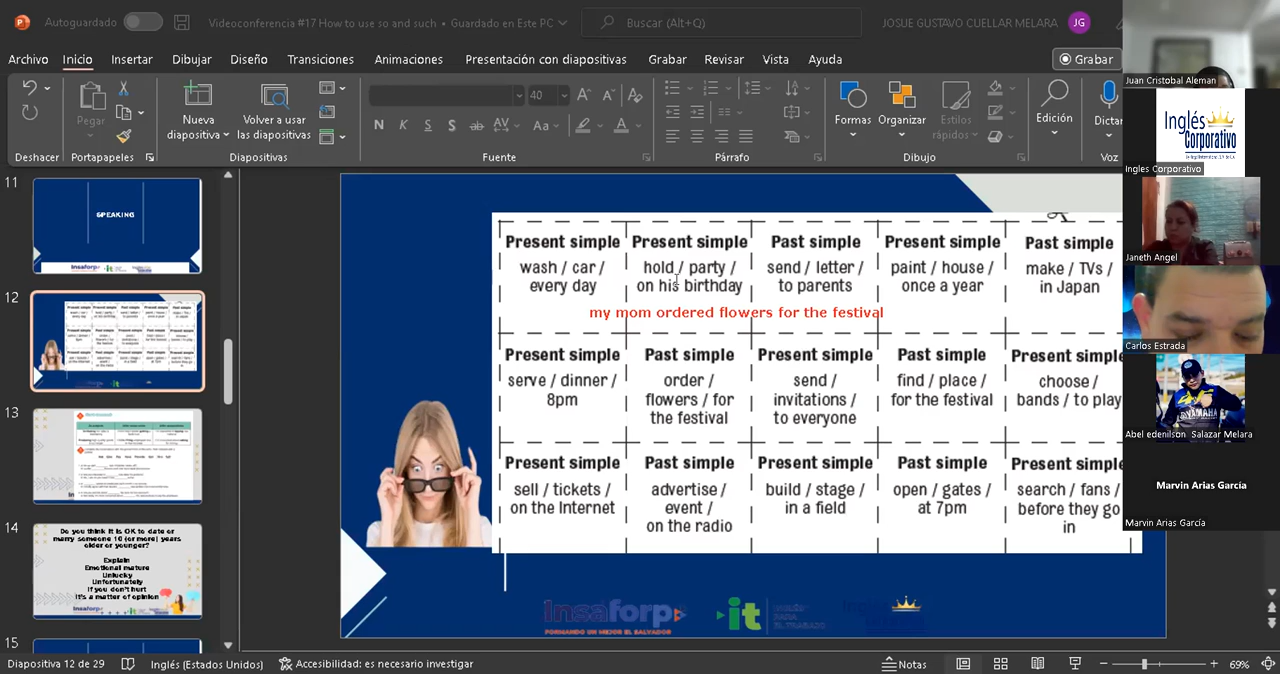 Autoguardado
Videoconferencia #17 How to use so and such • Guardado en Este PC
Buscar (Alt+Q)
JOSUE GUSTAVO CUELLAR MELARA
JG
Archivo Inicio Insertar Dibujar Diseño Transiciones Animaciones Presentación con diapositivas Grabar Revisar Vista Ayuda
Grabar
Pegar
Nueva diapositiva
Volver a usar las diapositivas
40
N K S S ab AV Aa A
Formas
Organizar
Estilos rápidos
Edición
Dictar
Deshacer Portapapeles Diapositivas Fuente Párrafo Dibujo Voz
11
SPEAKING
12
13
14
Do you think it is OK to date or
marry someone 10 (or more) years
older or younger?
Explain
Emotional mature
Unlucky
Unfortunately
If you don't hurt
it's a matter of opinion
15
Present simple
wash / car /
every day
Present simple
hold / party /
on his birthday
Past simple
send / letter /
to parents
Present simple
paint / house /
once a year
Past simple
make / TVs /
in Japan
my mom ordered flowers for the festival
Present simple
serve / dinner /
8pm
Past simple
order /
flowers / for
the festival
Present simple
send /
invitations /
to everyone
Past simple
find / place /
for the festival
Present simple
choose /
bands / to play
Present simple
sell / tickets /
on the Internet
Past simple
advertise /
event /
on the radio
Present simple
build / stage /
in a field
Past simple
open / gates /
at 7pm
Present simple
search / fans /
before they go
in
Insaforp
FORMANDO UN MEJOR EL SALVADOR
it
INGLÉS
PARA
EL TRABAJO
Juan Cristobal Aleman
Inglés
Corporativo
Ingles Corporativo
Janeth Angel
Carlos Estrada
YAMAHA
Abel edenilson Salazar Melara
Marvin Arias García
Marvin Arias García
Diapositiva 12 de 29
Inglés (Estados Unidos)
Accesibilidad: es necesario investigar
Notas
69%